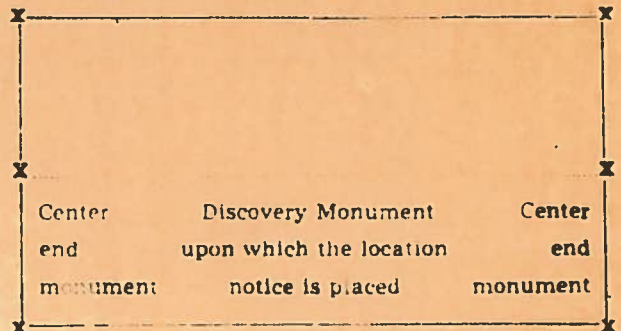 X X
X X
Center Discovery Monument Center
end upon which the location end
monument notice is placed monument
X X